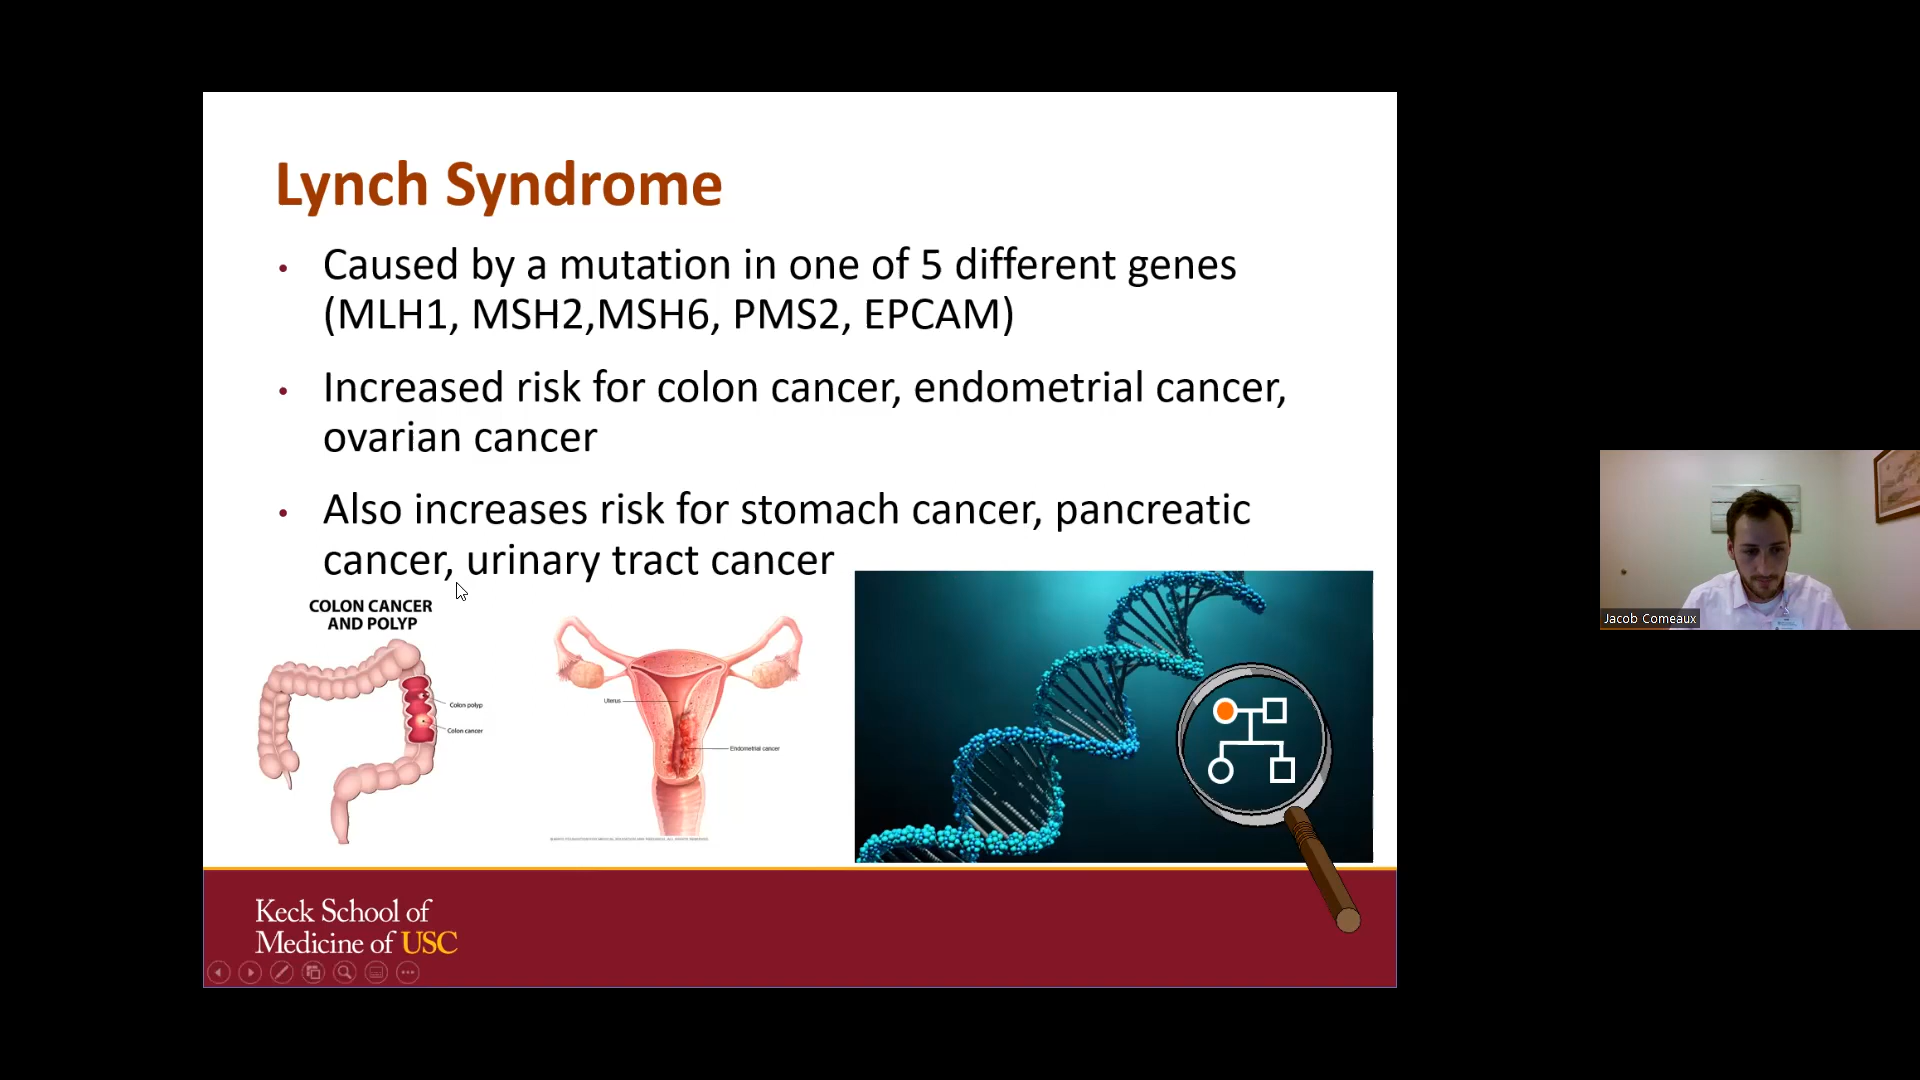 Lynch Syndrome
• Caused by a mutation in one of 5 different genes
(MLH1, MSH2,MSH6, PMS2, EPCAM)
• Increased risk for colon cancer, endometrial cancer,
ovarian cancer
• Also increases risk for stomach cancer, pancreatic
cancer, urinary tract cancer
COLON CANCER
AND POLYP
Colon polyp
Colon cancer
Uterus
Endometrial cancer
Keck School of
Medicine of USC
Jacob Comeaux